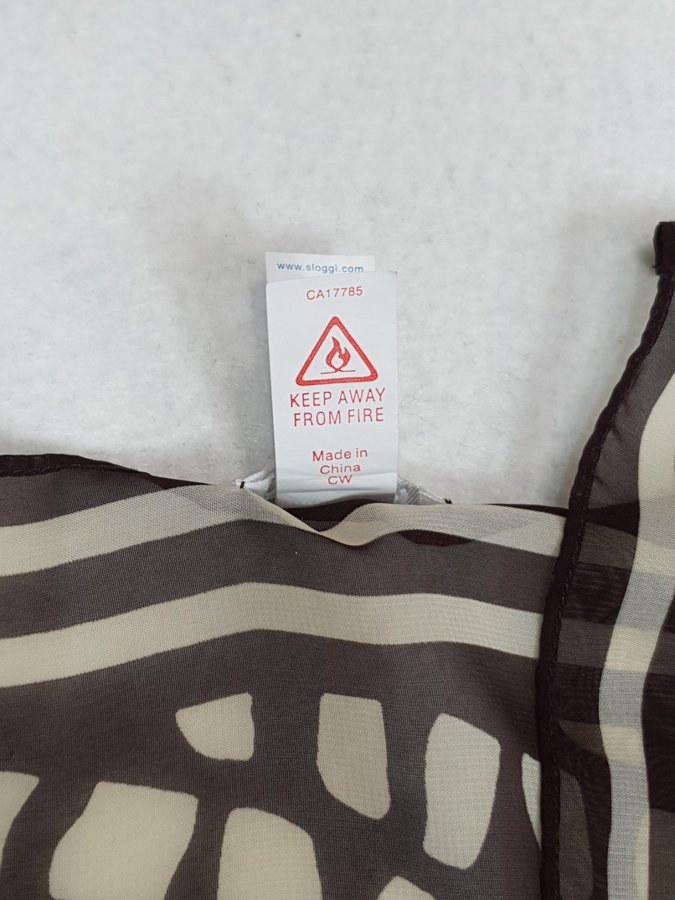 www.sloggi.com
CA17785
KEEP AWAY
FROM FIRE
Made in
China
CW